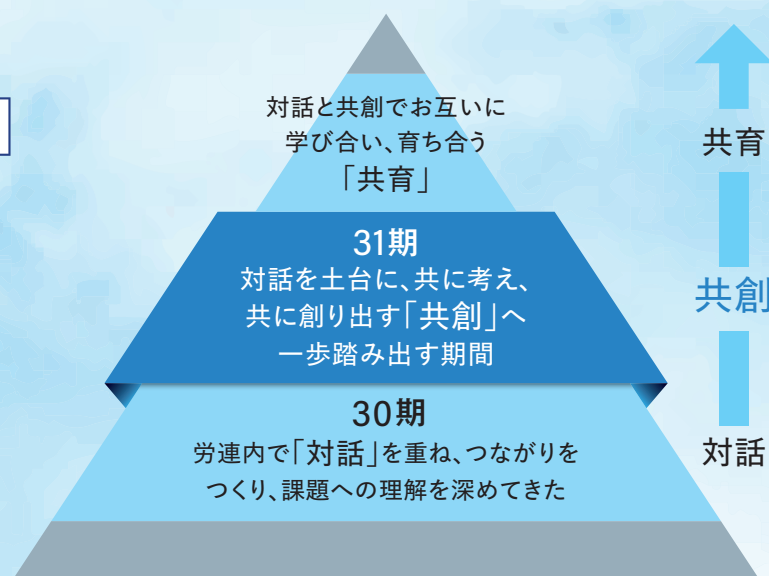 対話と共創でお互いに
学び合い、育ち合う
「共育」
31期
対話を土台に、共に考え、
共に創り出す「共創」へ
一歩踏み出す期間
30期
労連内で「対話」を重ね、つながりを
つくり、課題への理解を深めてきた
共育
共創
対話